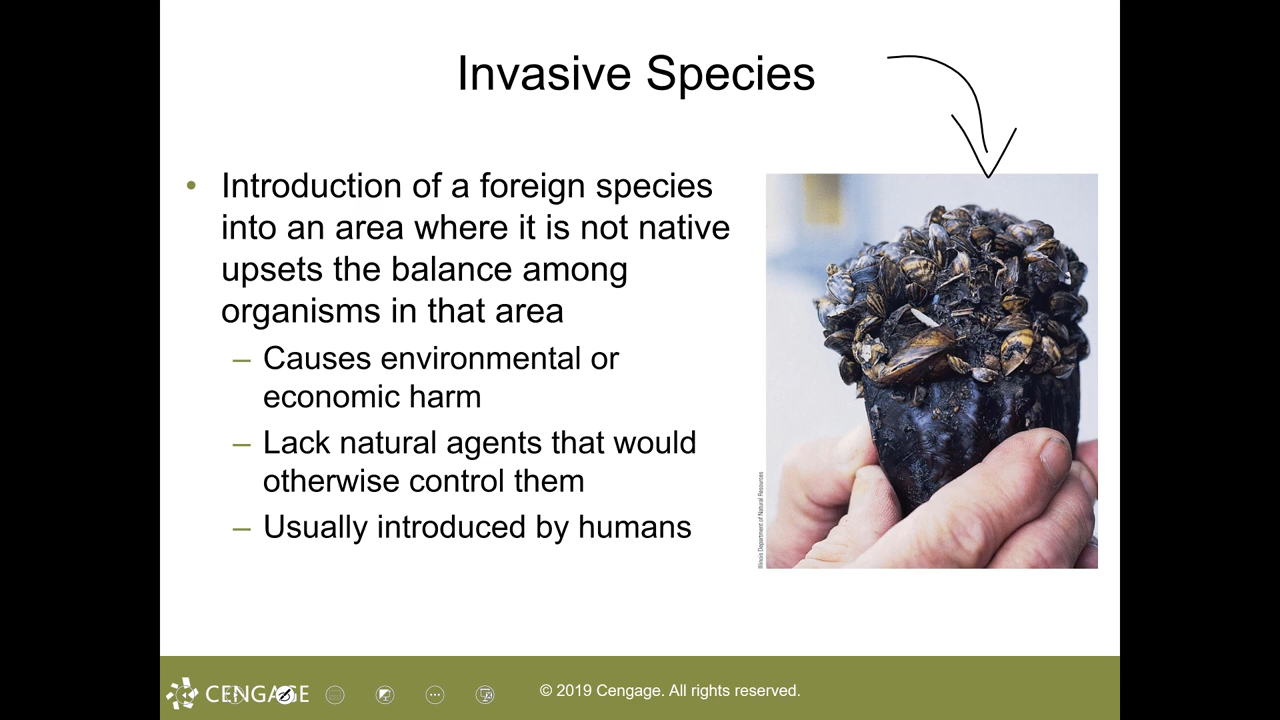 Invasive Species
• Introduction of a foreign species
into an area where it is not native
upsets the balance among
organisms in that area
– Causes environmental or
economic harm
– Lack natural agents that would
otherwise control them
– Usually introduced by humans
Illinois Department of Natural Resources
CENGAGE
© 2019 Cengage. All rights reserved.